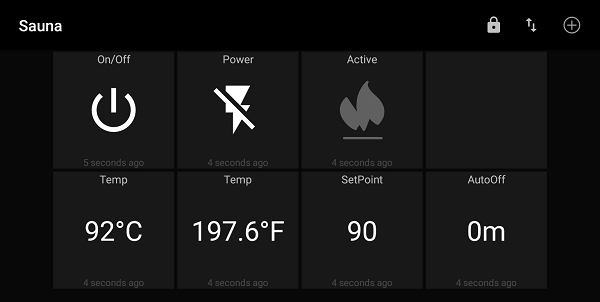 Sauna
On/Off
Power
Active
5 seconds ago
4 seconds ago
4 seconds ago
Temp
Temp
SetPoint
AutoOff
92°C
197.6°F
90
0m
4 seconds ago
4 seconds ago
4 seconds ago
4 seconds ago